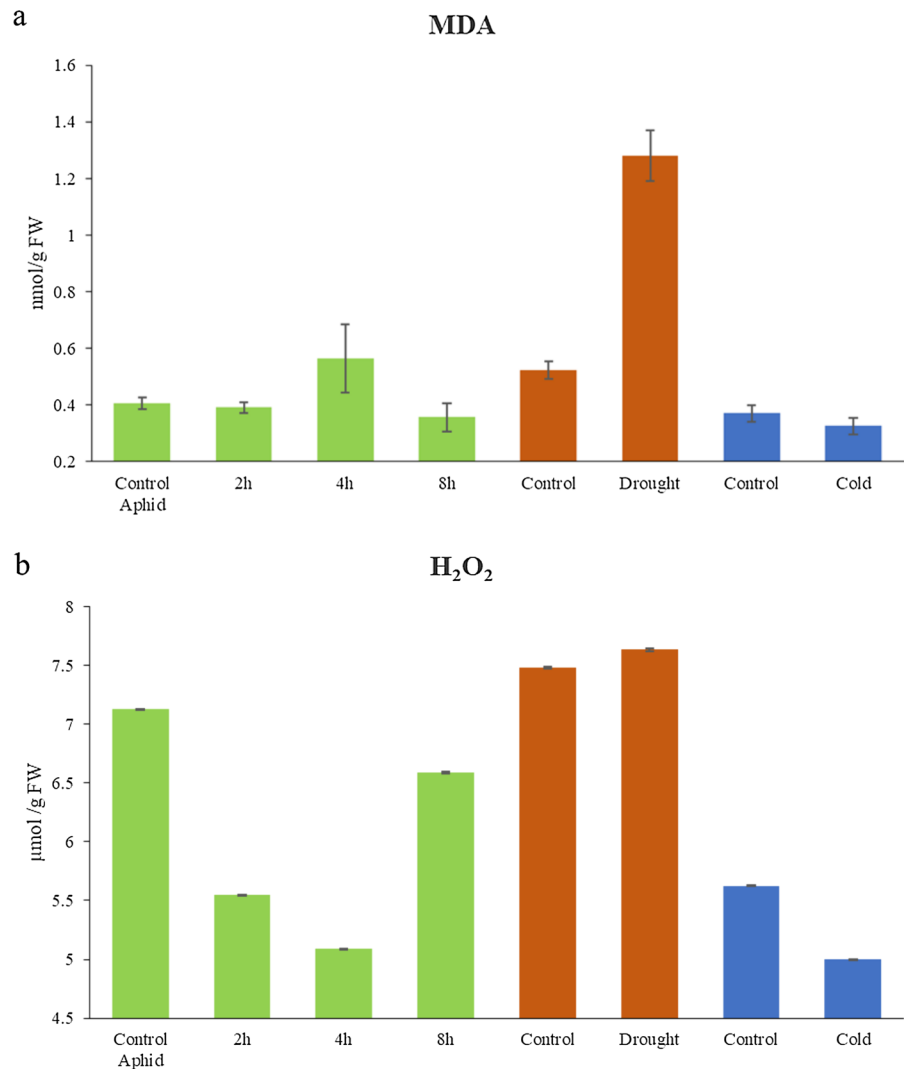 a
MDA
1.6
1.4
1.2
1
0.8
0.6
0.4
0.2
nmol/g FW
Control Aphid
2h
4h
8h
Control
Drought
Control
Cold
b
H₂O₂
8
7.5
7
6.5
6
5.5
5
4.5
μmol /g FW
Control Aphid
2h
4h
8h
Control
Drought
Control
Cold